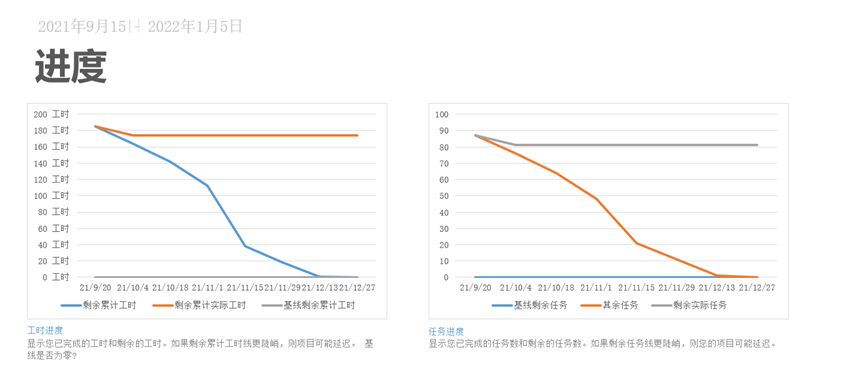 2021年9月15日 - 2022年1月5日
进度
200 工时
180 工时
160 工时
140 工时
120 工时
100 工时
80 工时
60 工时
40 工时
20 工时
0 工时
21/9/20 21/10/4 21/10/18 21/11/1 21/11/15 21/11/29 21/12/13 21/12/27
剩余累计工时 剩余累计实际工时 基线剩余累计工时
工时进度
显示您已完成的工时和剩余的工时。如果剩余累计工时线更陡峭，则项目可能延迟。 基
线是否为零?
100
90
80
70
60
50
40
30
20
10
0
21/9/20 21/10/4 21/10/18 21/11/1 21/11/15 21/11/29 21/12/13 21/12/27
基线剩余任务 其余任务 剩余实际任务
任务进度
显示您已完成的任务数和剩余的任务数。如果剩余任务线更陡峭，则您的项目可能延迟。